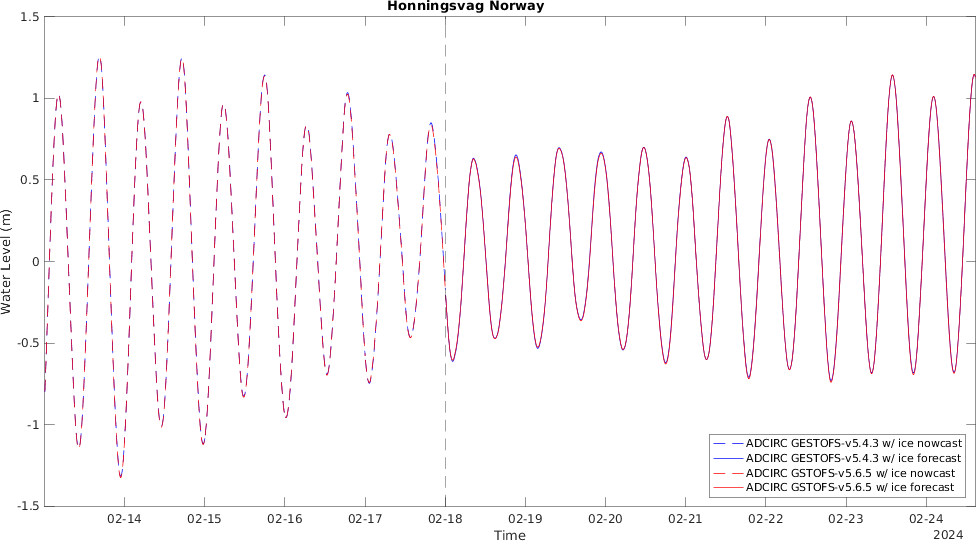 Honningsvag Norway
Water Level (m)
1.5
1
0.5
0
-0.5
-1
-1.5
ADCIRC GESTOFS-v5.4.3 w/ ice nowcast
ADCIRC GESTOFS-v5.4.3 w/ ice forecast
ADCIRC GSTOFS-v5.6.5 w/ ice nowcast
ADCIRC GSTOFS-v5.6.5 w/ ice forecast
02-14 02-15 02-16 02-17 02-18 02-19 02-20 02-21 02-22 02-23 02-24
Time
2024